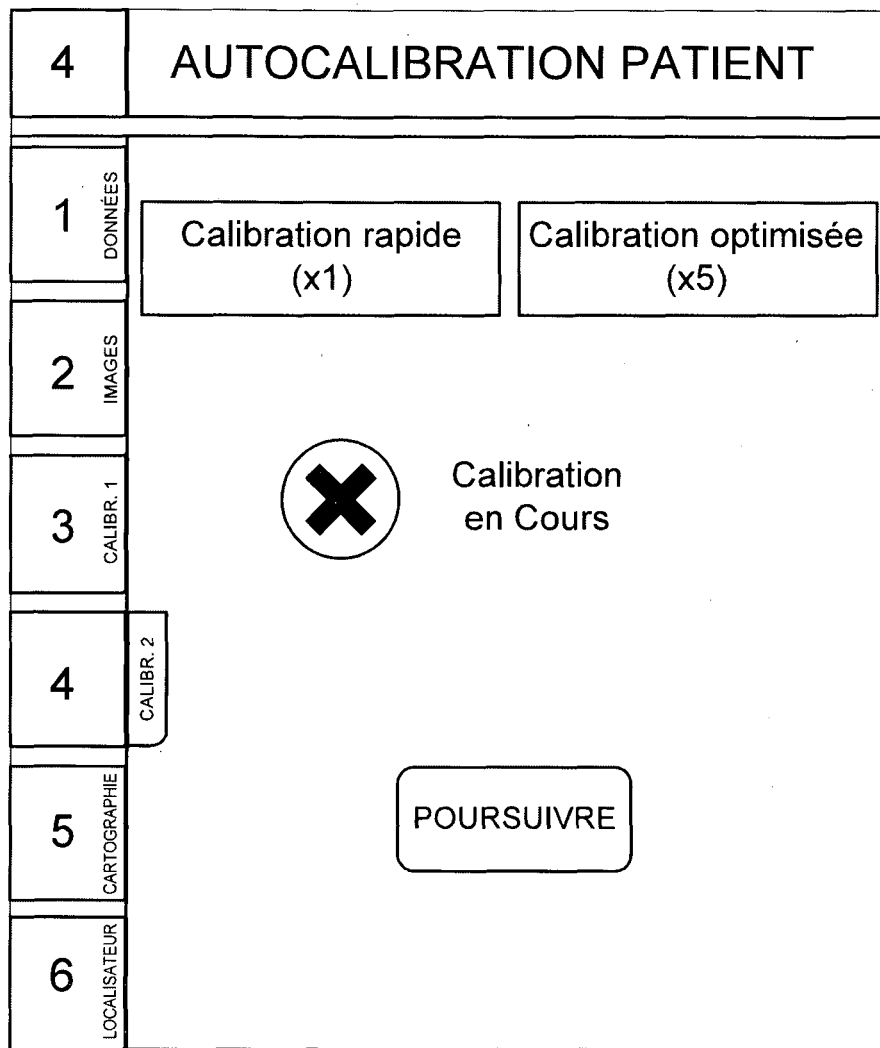 4 AUTOCALIBRATION PATIENT
1 DONNÉES
Calibration rapide
(x1)
Calibration optimisée
(x5)
2 IMAGES
3 CALIBR. 1
Calibration
en Cours
4 CALIBR. 2
5 CARTOGRAPHIE
POURSUIVRE
6 LOCALISATEUR